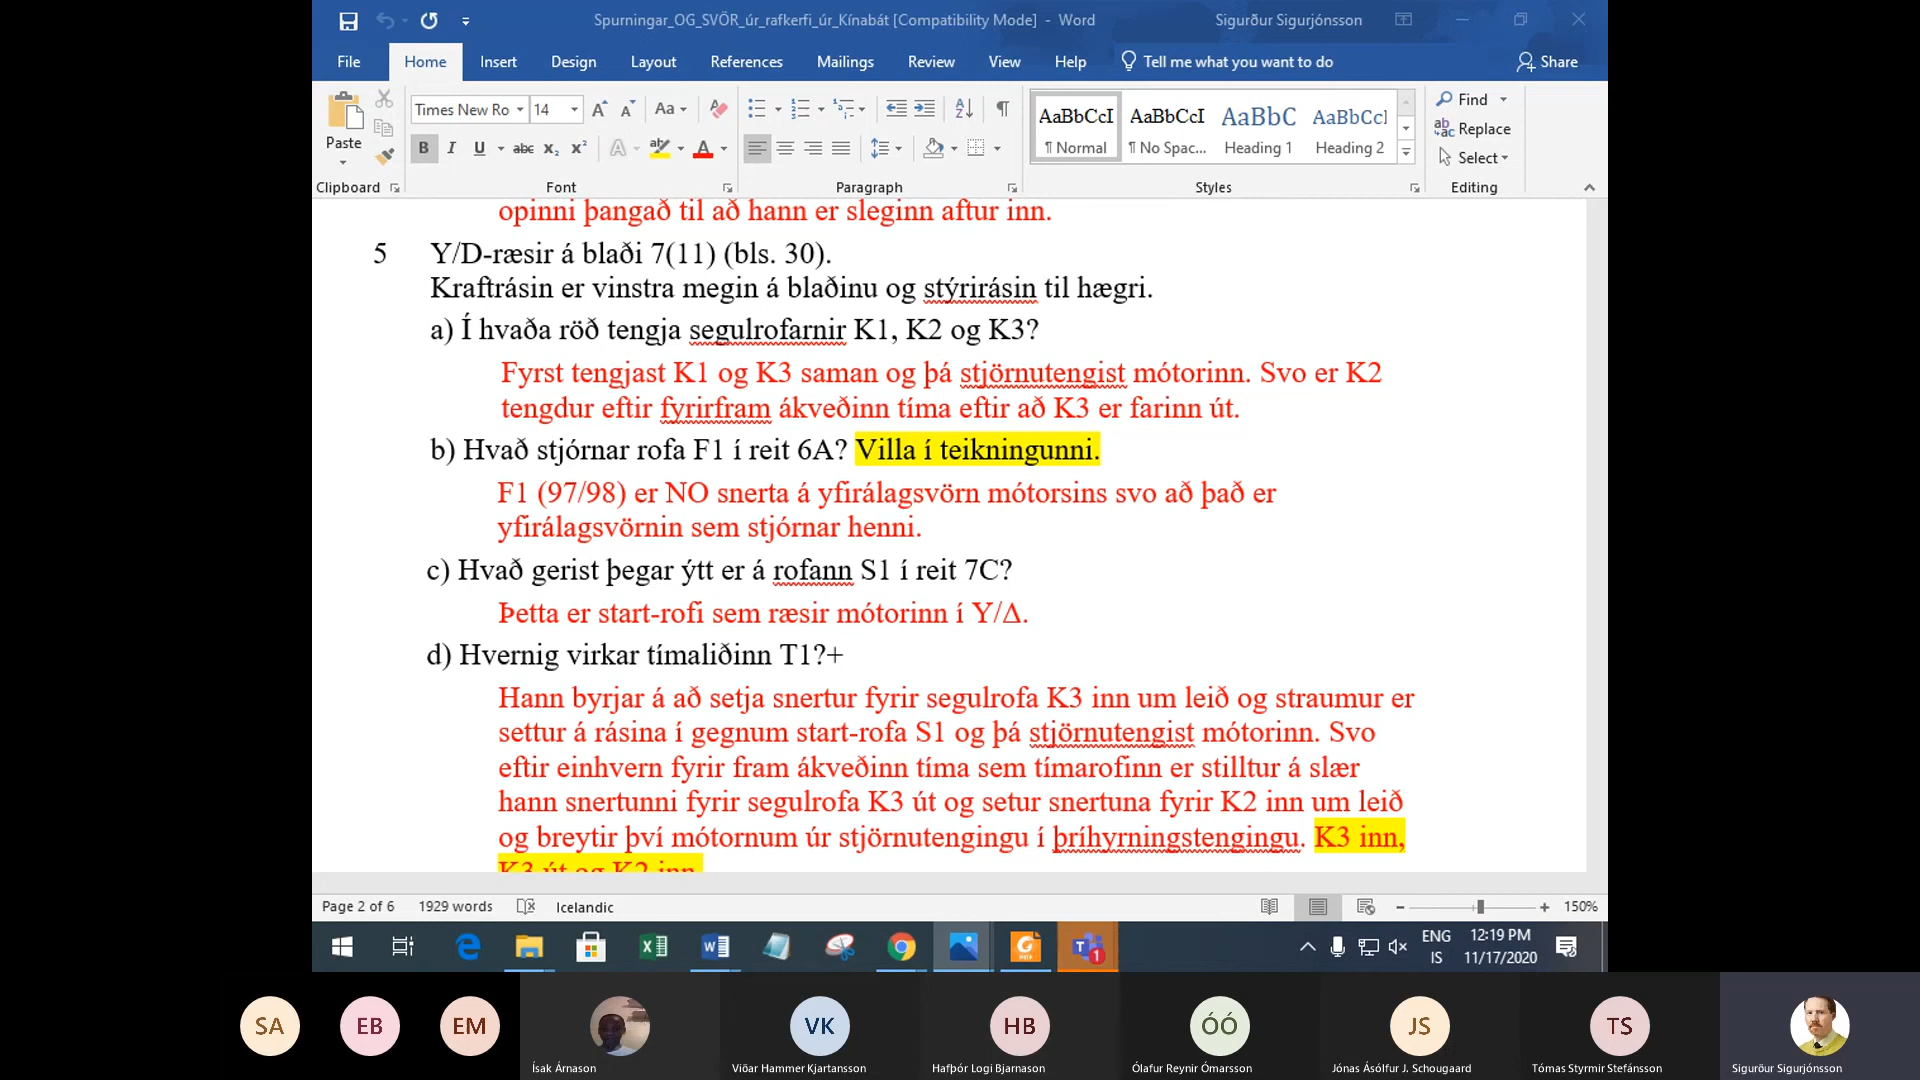 Spurningar_OG_SVÖR_úr_rafkerfi_úr_Kínabát [Compatibility Mode] - Word
Sigurður Sigurjónsson
File Home Insert Design Layout References Mailings Review View Help Tell me what you want to do Share
Times New Ro 14 Aa
AaBbCcI AaBbCcI AaBbC AaBbCcI
Find
Replace
Select
Paste
B I U abc x₂ x² A A
¶ Normal ¶ No Spac... Heading 1 Heading 2
Clipboard Font Paragraph Styles Editing
opinni þangað til að hann er sleginn aftur inn.
5 Y/D-ræsir á blaði 7(11) (bls. 30).
Kraftrásin er vinstra megin á blaðinu og stýrirásin til hægri.
a) Í hvaða röð tengja segulrofarnir K1, K2 og K3?
Fyrst tengjast K1 og K3 saman og þá stjörnutengist mótorinn. Svo er K2
tengdur eftir fyrirfram ákveðinn tíma eftir að K3 er farinn út.
b) Hvað stjórnar rofa F1 í reit 6A? Villa í teikningunni.
F1 (97/98) er NO snerta á yfirálagsvörn mótorsins svo að það er
yfirálagsvörnin sem stjórnar henni.
c) Hvað gerist þegar ýtt er á rofann S1 í reit 7C?
Þetta er start-rofi sem ræsir mótorinn í Y/Δ.
d) Hvernig virkar tímaliðinn T1?+
Hann byrjar á að setja snertur fyrir segulrofa K3 inn um leið og straumur er
settur á rásina í gegnum start-rofa S1 og þá stjörnutengist mótorinn. Svo
eftir einhvern fyrir fram ákveðinn tíma sem tímarofinn er stilltur á slær
hann snertunni fyrir segulrofa K3 út og setur snertuna fyrir K2 inn um leið
og breytir því mótornum úr stjörnutengingu í þríhyrningstengingu. K3 inn,
K3 út og K2 inn.
Page 2 of 6 1929 words Icelandic 150%
ENG
IS
12:19 PM
11/17/2020
SA EB EM VK HB ÓÓ JS TS
Ísak Árnason Viðar Hammer Kjartansson Hafþór Logi Bjarnason Ólafur Reynir Ómarsson Jónas Ásólfur J. Schougaard Tómas Styrmir Stefánsson Sigurður Sigurjónsson